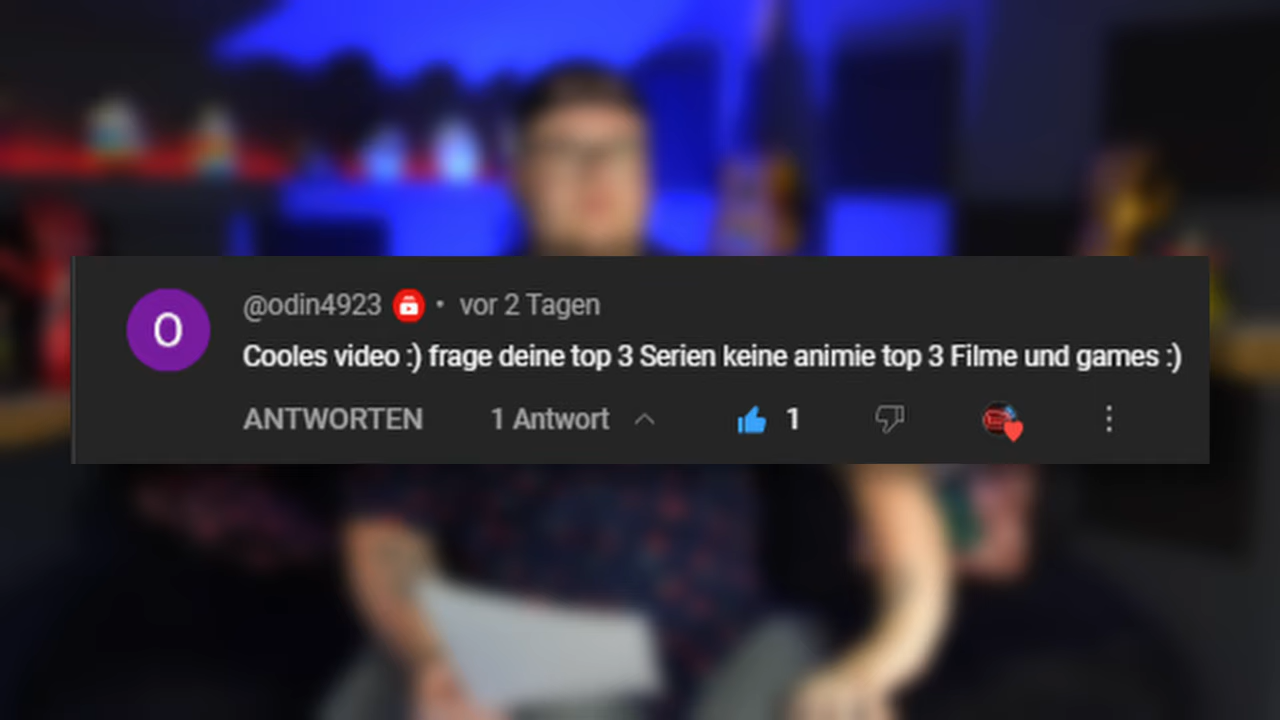 O
@odin4923 • vor 2 Tagen
Cooles video :) frage deine top 3 Serien keine animie top 3 Filme und games :)
ANTWORTEN 1 Antwort 1